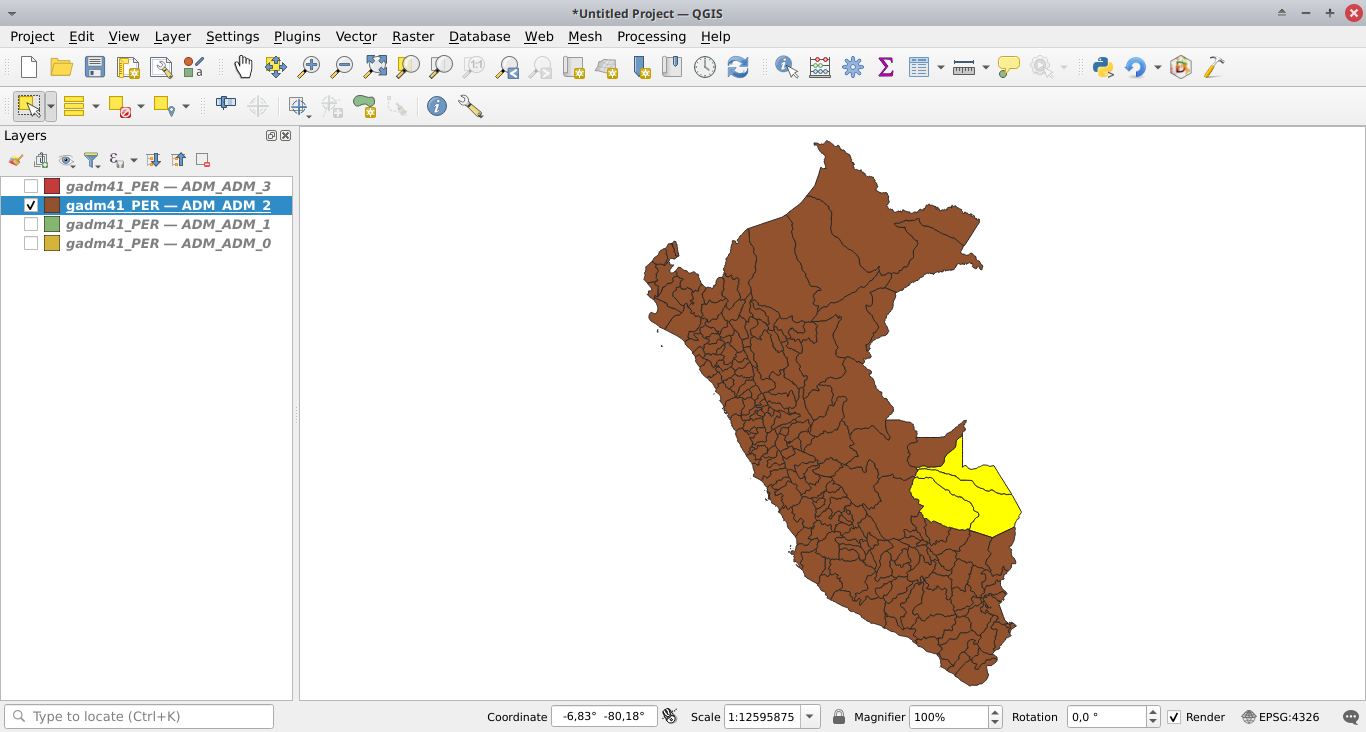 *Untitled Project — QGIS
Project Edit View Layer Settings Plugins Vector Raster Database Web Mesh Processing Help
1:1
Layers
gadm41_PER — ADM_ADM_3
gadm41_PER — ADM_ADM_2
gadm41_PER — ADM_ADM_1
gadm41_PER — ADM_ADM_0
Type to locate (Ctrl+K) Coordinate -6,83° -80,18° Scale 1:12595875 Magnifier 100% Rotation 0,0 ° Render EPSG:4326